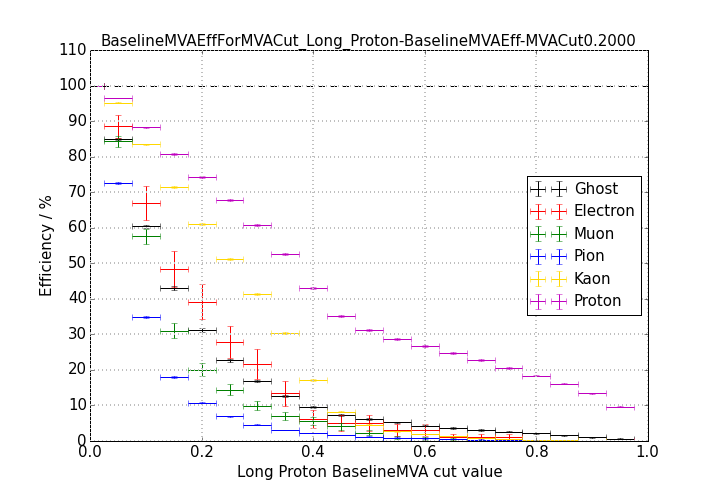 BaselineMVAEffForMVACut_Long_Proton-BaselineMVAEff-MVACut0.2000
110
100
90
80
70
60
50
40
30
20
10
0
Efficiency / %
Ghost
Electron
Muon
Pion
Kaon
Proton
0.0 0.2 0.4 0.6 0.8 1.0
Long Proton BaselineMVA cut value